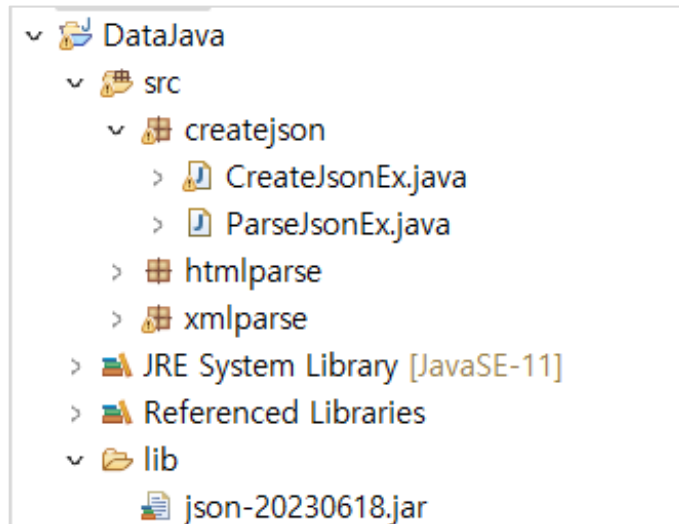 DataJava
src
createjson
CreateJsonEx.java
ParseJsonEx.java
htmlparse
xmlparse
JRE System Library [JavaSE-11]
Referenced Libraries
lib
json-20230618.jar